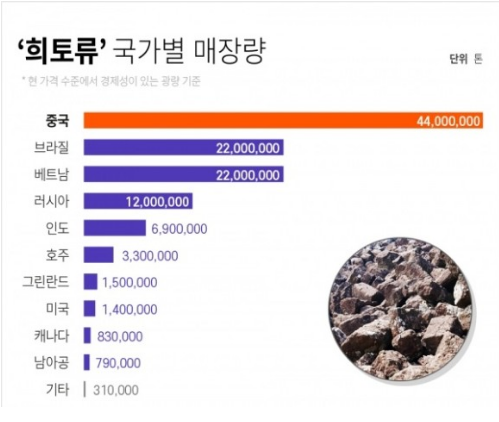 ‘희토류’ 국가별 매장량
단위 톤
* 현 가격 수준에서 경제성이 있는 광량 기준
중국 44,000,000
브라질 22,000,000
베트남 22,000,000
러시아 12,000,000
인도 6,900,000
호주 3,300,000
그린란드 1,500,000
미국 1,400,000
캐나다 830,000
남아공 790,000
기타 310,000